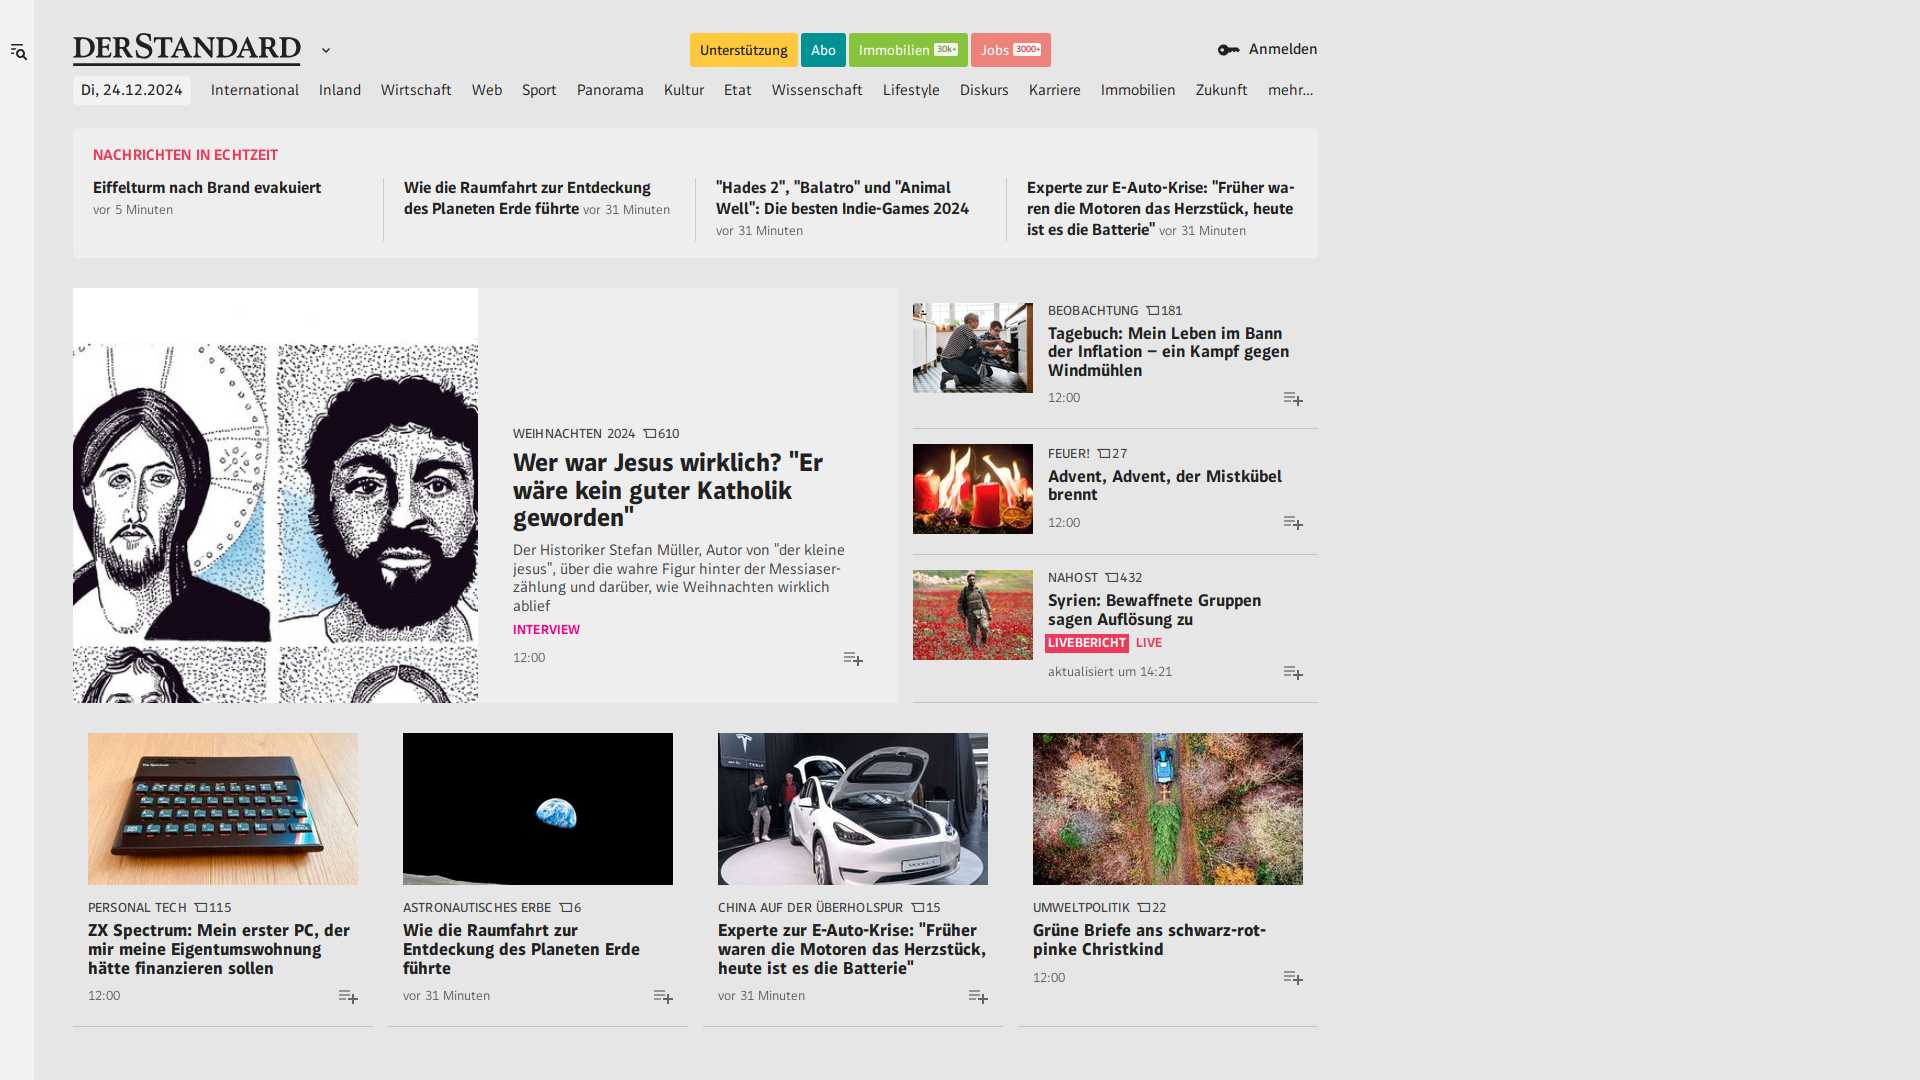 DERSTANDARD
Unterstützung
Abo
Immobilien 30k+
Jobs 3000+
Anmelden
Di, 24.12.2024
International
Inland
Wirtschaft
Web
Sport
Panorama
Kultur
Etat
Wissenschaft
Lifestyle
Diskurs
Karriere
Immobilien
Zukunft
mehr…
NACHRICHTEN IN ECHTZEIT
Eiffelturm nach Brand evakuiert
vor 5 Minuten
Wie die Raumfahrt zur Entdeckung
des Planeten Erde führte vor 31 Minuten
"Hades 2", "Balatro" und "Animal
Well": Die besten Indie-Games 2024
vor 31 Minuten
Experte zur E-Auto-Krise: "Früher wa-
ren die Motoren das Herzstück, heute
ist es die Batterie" vor 31 Minuten
WEIHNACHTEN 2024 610
Wer war Jesus wirklich? "Er
wäre kein guter Katholik
geworden"
Der Historiker Stefan Müller, Autor von "der kleine
jesus", über die wahre Figur hinter der Messiaser-
zählung und darüber, wie Weihnachten wirklich
ablief
INTERVIEW
12:00
BEOBACHTUNG 181
Tagebuch: Mein Leben im Bann
der Inflation – ein Kampf gegen
Windmühlen
12:00
FEUER! 27
Advent, Advent, der Mistkübel
brennt
12:00
NAHOST 432
Syrien: Bewaffnete Gruppen
sagen Auflösung zu
LIVEBERICHT LIVE
aktualisiert um 14:21
PERSONAL TECH 115
ZX Spectrum: Mein erster PC, der
mir meine Eigentumswohnung
hätte finanzieren sollen
12:00
ASTRONAUTISCHES ERBE 6
Wie die Raumfahrt zur
Entdeckung des Planeten Erde
führte
vor 31 Minuten
TESLA
CHINA AUF DER ÜBERHOLSPUR 15
Experte zur E-Auto-Krise: "Früher
waren die Motoren das Herzstück,
heute ist es die Batterie"
vor 31 Minuten
UMWELTPOLITIK 22
Grüne Briefe ans schwarz-rot-
pinke Christkind
12:00